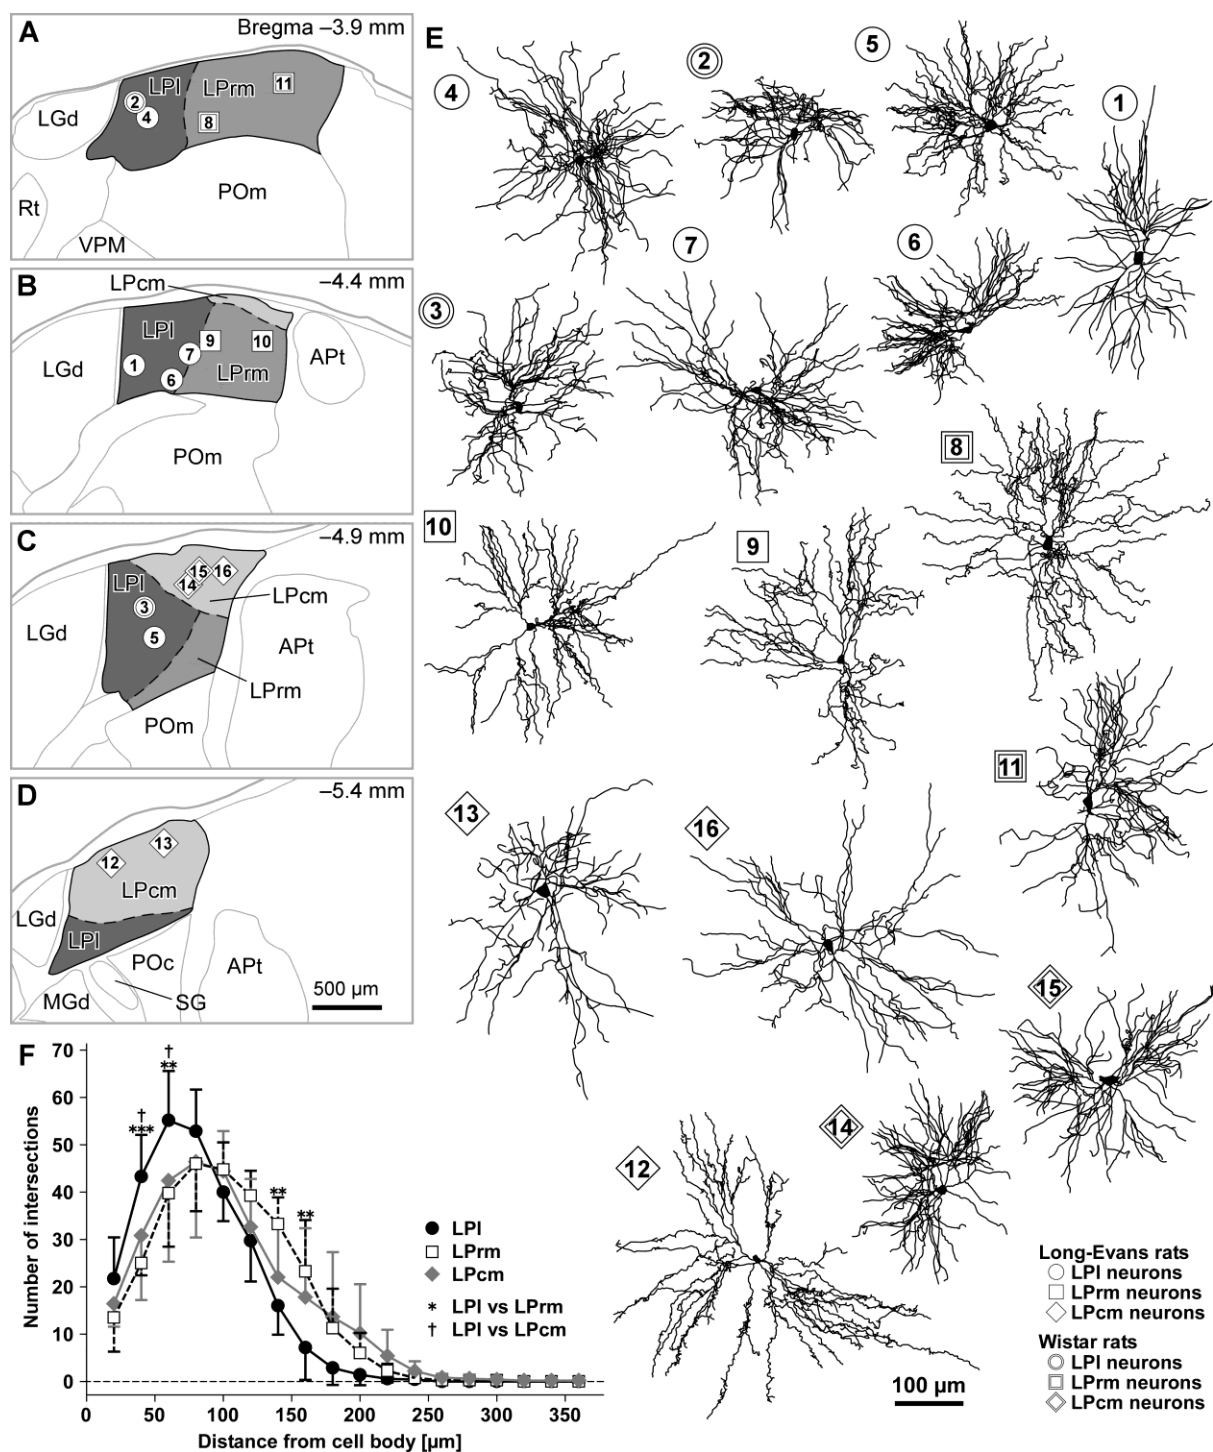 A
Bregma –3.9 mm
LPl
LPrm
11
2
4
8
LGd
POm
Rt
VPM
B
–4.4 mm
LPcm
LPl
9
10
7
1
6
LPrm
APt
LGd
POm
C
–4.9 mm
LPl
15
16
14
3
LPcm
5
LGd
APt
LPrm
POm
D
–5.4 mm
13
12
LPcm
LGd
LPl
POc
APt
MGd
SG
500 µm
E
4
2
5
1
7
6
3
8
10
9
11
13
16
15
14
12
100 µm
Long-Evans rats
LPl neurons
LPrm neurons
LPcm neurons
Wistar rats
LPl neurons
LPrm neurons
LPcm neurons
F
Number of intersections
70
60
50
40
30
20
10
0
†
**
†
***
**
**
LPl
LPrm
LPcm
* LPl vs LPrm
† LPl vs LPcm
0 50 100 150 200 250 300 350
Distance from cell body [µm]